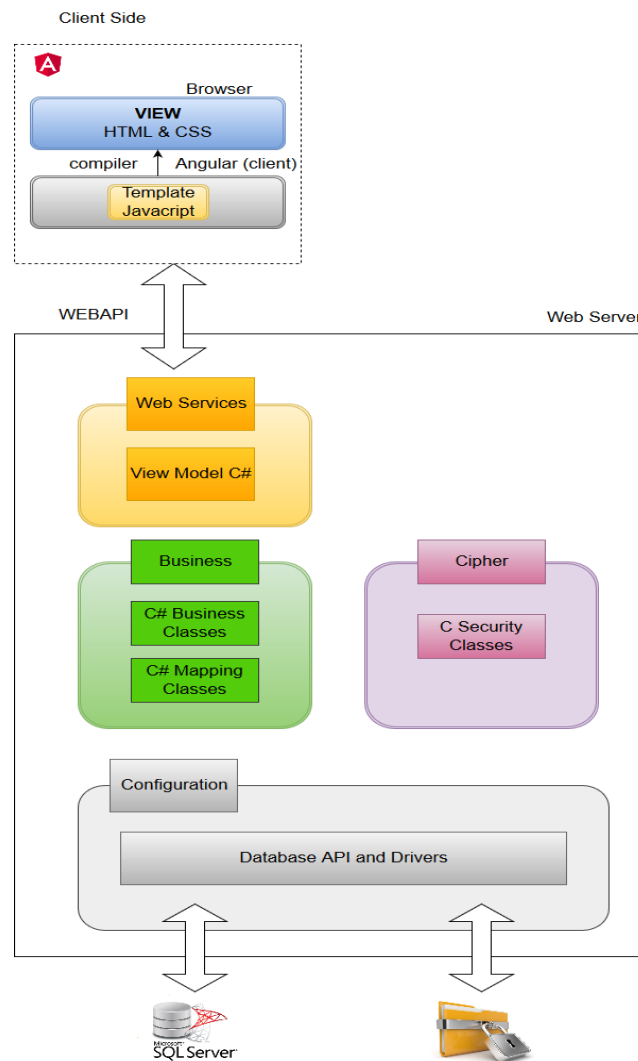 Client Side
A
Browser
VIEW
HTML & CSS
compiler
Angular (client)
Template
Javacript
WEBAPI
Web Server
Web Services
View Model C#
Business
C# Business
Classes
C# Mapping
Classes
Cipher
C Security
Classes
Configuration
Database API and Drivers
Microsoft
SQL Server